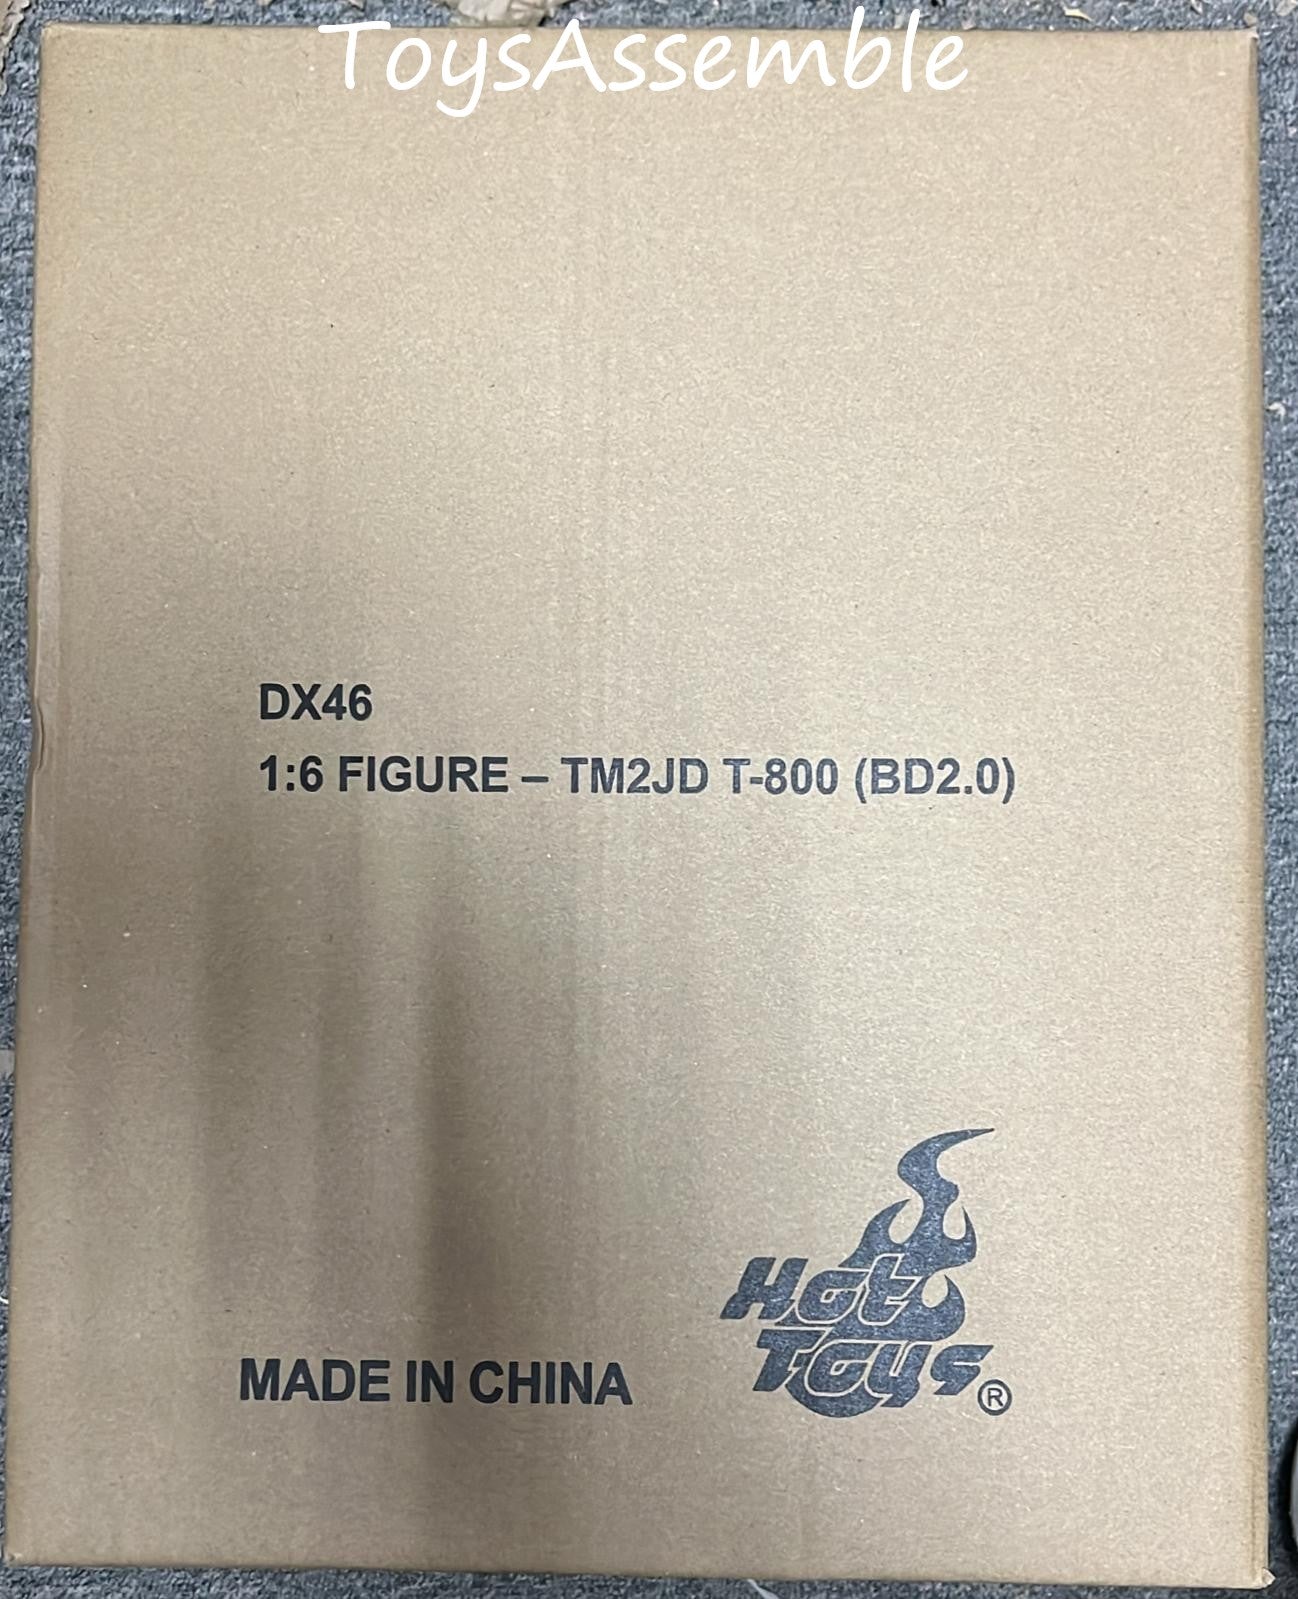 ToysAssemble
DX46
1:6 FIGURE – TM2JD T-800 (BD2.0)
Hot
Toys®
MADE IN CHINA